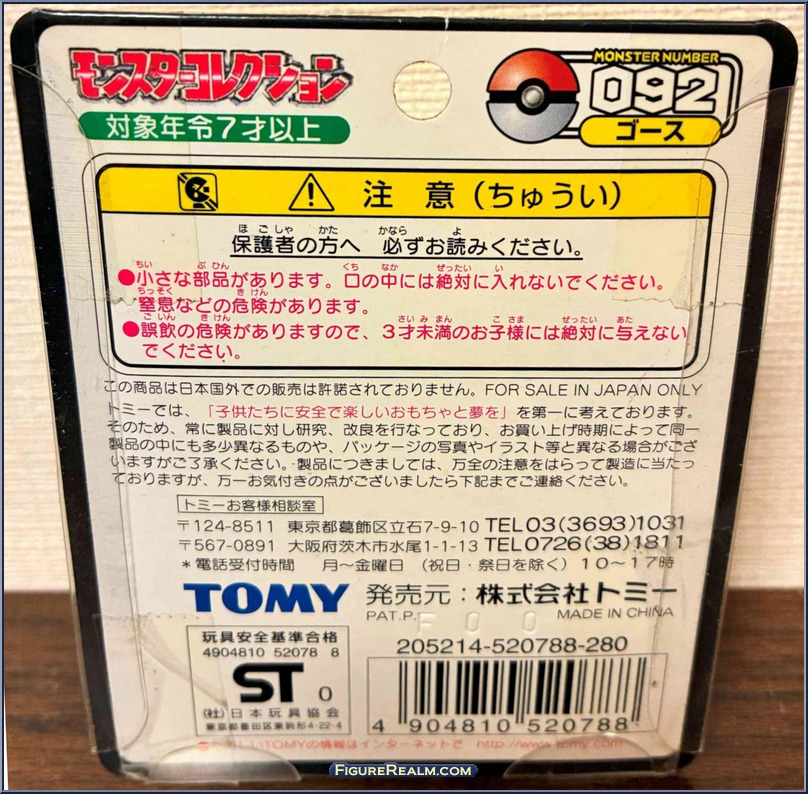 モンスターコレクション
対象年令7才以上
MONSTER NUMBER
092
ゴース
注 意 (ちゅうい)
ほごしゃ かた かなら よ
保護者の方へ 必ずお読みください。
ちい ぶひん くち なか ぜったい い
●小さな部品があります。口の中には絶対に入れないでください。
ちっそく きけん
窒息などの危険があります。
ごいん きけん さいみまん こさま ぜったい あた
●誤飲の危険がありますので、3才未満のお子様には絶対に与えない
でください。
この商品は日本国外での販売は許諾されておりません。FOR SALE IN JAPAN ONLY
トミーでは、「子供たちに安全で楽しいおもちゃと夢を」を第一に考えております。
そのため、常に製品に対し研究、改良を行なっており、お買い上げ時期によって同一
製品の中にも多少異なるものや、パッケージの写真やイラスト等と異なる場合がござ
いますがご了承ください。製品につきましては、万全の注意をはらって製造に当たっ
ておりますが、万一お気付きの点がございましたら下記までご連絡ください。
トミーお客様相談室
〒124-8511 東京都葛飾区立石7-9-10 TEL 03(3693)1031
〒567-0891 大阪府茨木市水尾1-1-13 TEL 0726(38)1811
*電話受付時間 月〜金曜日 (祝日・祭日を除く) 10〜17時
TOMY 発売元:株式会社トミー
PAT.P. MADE IN CHINA
F00
205214-520788-280
玩具安全基準合格
4904810 52078 8
ST 0
(社)日本玩具協会
東京都墨田区東駒形4-22-4
4 904810 520788
しいTOMYの情報はインターネットで http://www.tomy.com/
FIGUREREALM.COM